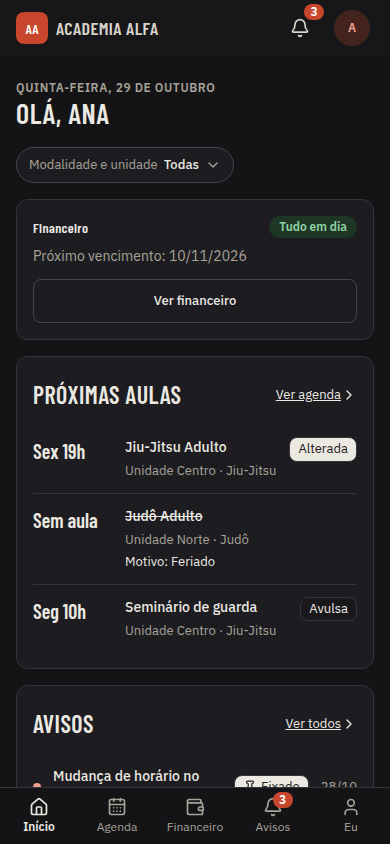 AA ACADEMIA ALFA 3 A
QUINTA-FEIRA, 29 DE OUTUBRO
OLÁ, ANA
Modalidade e unidade Todas
Financeiro Tudo em dia
Próximo vencimento: 10/11/2026
Ver financeiro
PRÓXIMAS AULAS Ver agenda
Sex 19h Jiu-Jitsu Adulto Alterada
Unidade Centro · Jiu-Jitsu
Sem aula Judô Adulto
Unidade Norte · Judô
Motivo: Feriado
Seg 10h Seminário de guarda Avulsa
Unidade Centro · Jiu-Jitsu
AVISOS Ver todos
Mudança de horário no Fixado 28/10
3
Início Agenda Financeiro Avisos Eu